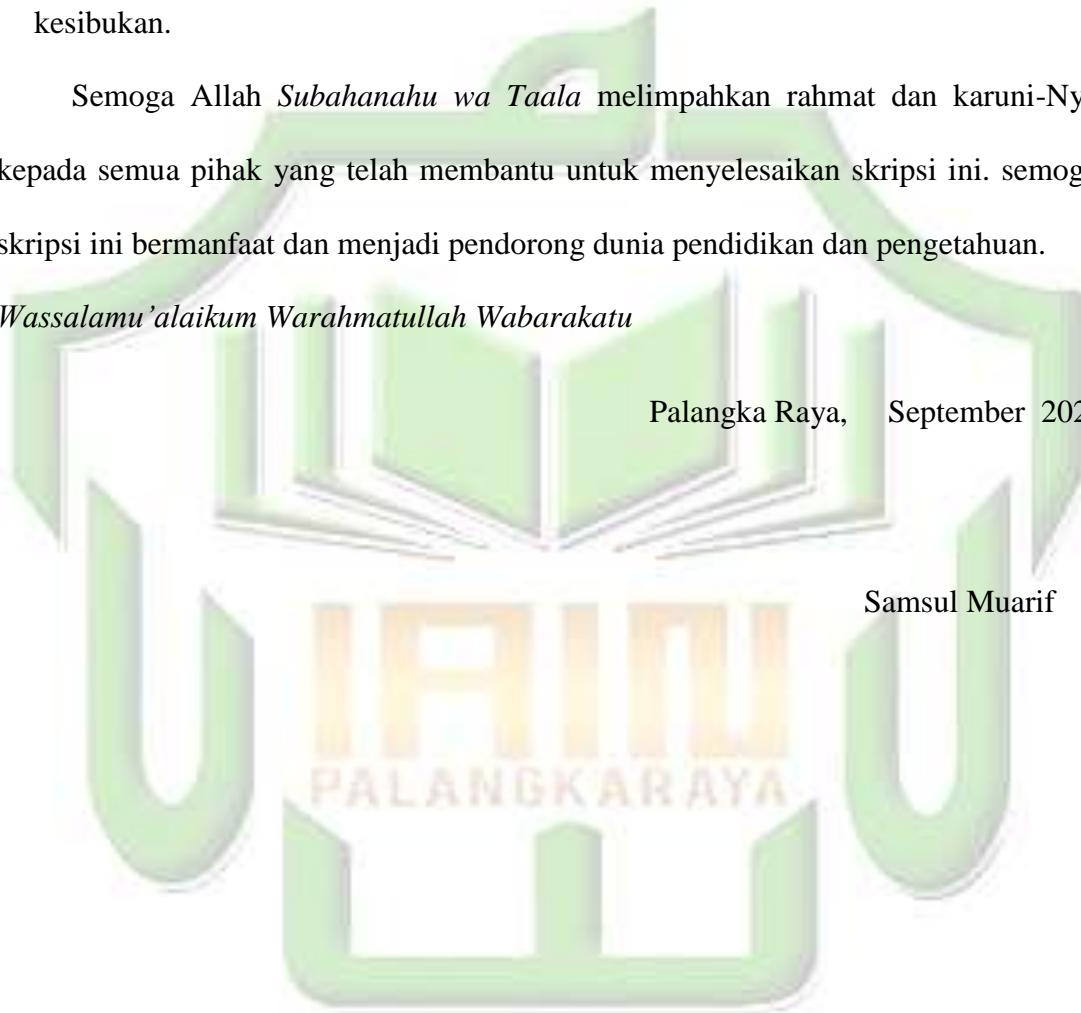 kesibukan.
Semoga Allah Subahanahu wa Taala melimpahkan rahmat dan karuni-Ny
kepada semua pihak yang telah membantu untuk menyelesaikan skripsi ini. semog
skripsi ini bermanfaat dan menjadi pendorong dunia pendidikan dan pengetahuan.
Wassalamu’alaikum Warahmatullah Wabarakatu
Palangka Raya, September 202
Samsul Muarif
IAIN
PALANGKARAYA